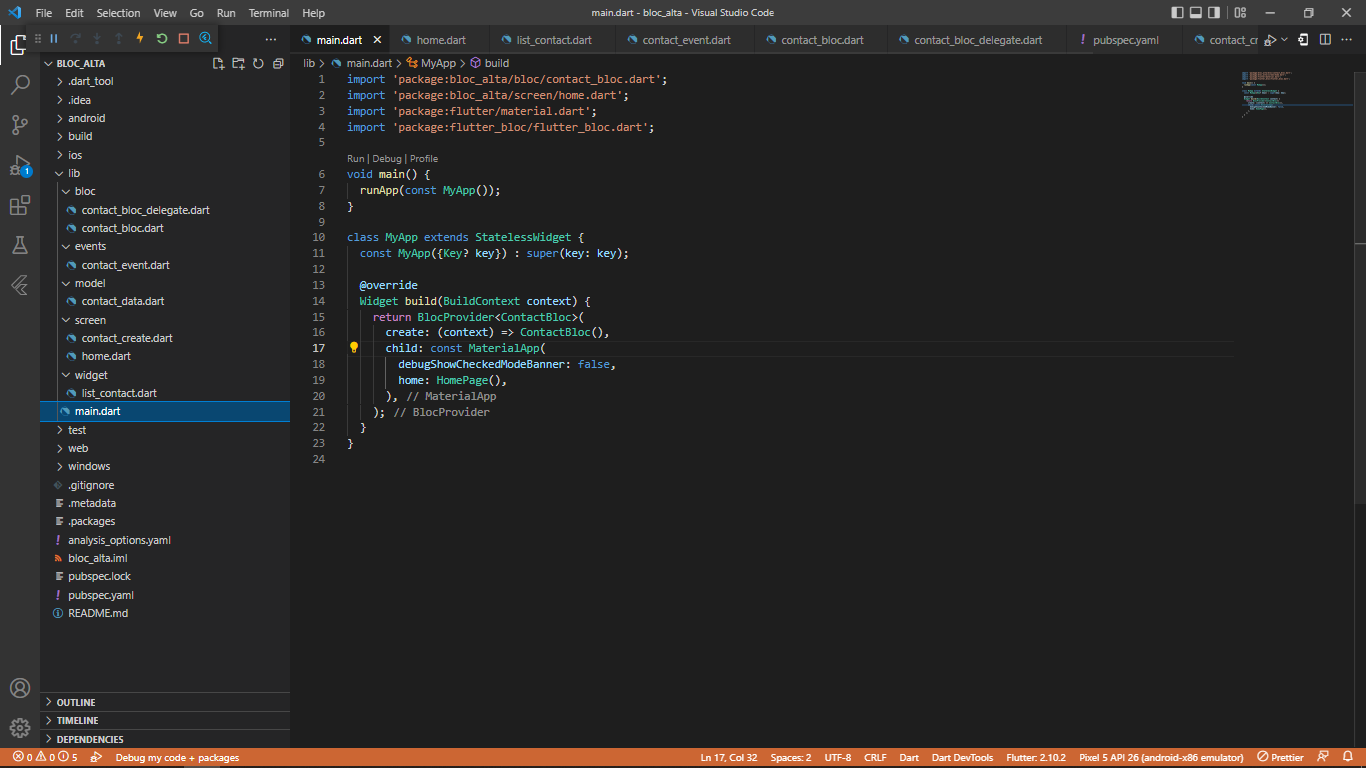 File Edit Selection View Go Run Terminal Help
main.dart - bloc_alta - Visual Studio Code
main.dart
home.dart
list_contact.dart
contact_event.dart
contact_bloc.dart
contact_bloc_delegate.dart
pubspec.yaml
contact_cr
BLOC_ALTA
.dart_tool
.idea
android
build
ios
lib
bloc
contact_bloc_delegate.dart
contact_bloc.dart
events
contact_event.dart
model
contact_data.dart
screen
contact_create.dart
home.dart
widget
list_contact.dart
main.dart
test
web
windows
.gitignore
.metadata
.packages
analysis_options.yaml
bloc_alta.iml
pubspec.lock
pubspec.yaml
README.md
OUTLINE
TIMELINE
DEPENDENCIES
1
lib > main.dart > MyApp > build
1 import 'package:bloc_alta/bloc/contact_bloc.dart';
2 import 'package:bloc_alta/screen/home.dart';
3 import 'package:flutter/material.dart';
4 import 'package:flutter_bloc/flutter_bloc.dart';
5
Run | Debug | Profile
6 void main() {
7 runApp(const MyApp());
8 }
9
10 class MyApp extends StatelessWidget {
11 const MyApp({Key? key}) : super(key: key);
12
13 @override
14 Widget build(BuildContext context) {
15 return BlocProvider<ContactBloc>(
16 create: (context) => ContactBloc(),
17 child: const MaterialApp(
18 debugShowCheckedModeBanner: false,
19 home: HomePage(),
20 ), // MaterialApp
21 ); // BlocProvider
22 }
23 }
24
0 0 5 Debug my code + packages
Ln 17, Col 32 Spaces: 2 UTF-8 CRLF Dart Dart DevTools Flutter: 2.10.2 Pixel 5 API 26 (android-x86 emulator) Prettier